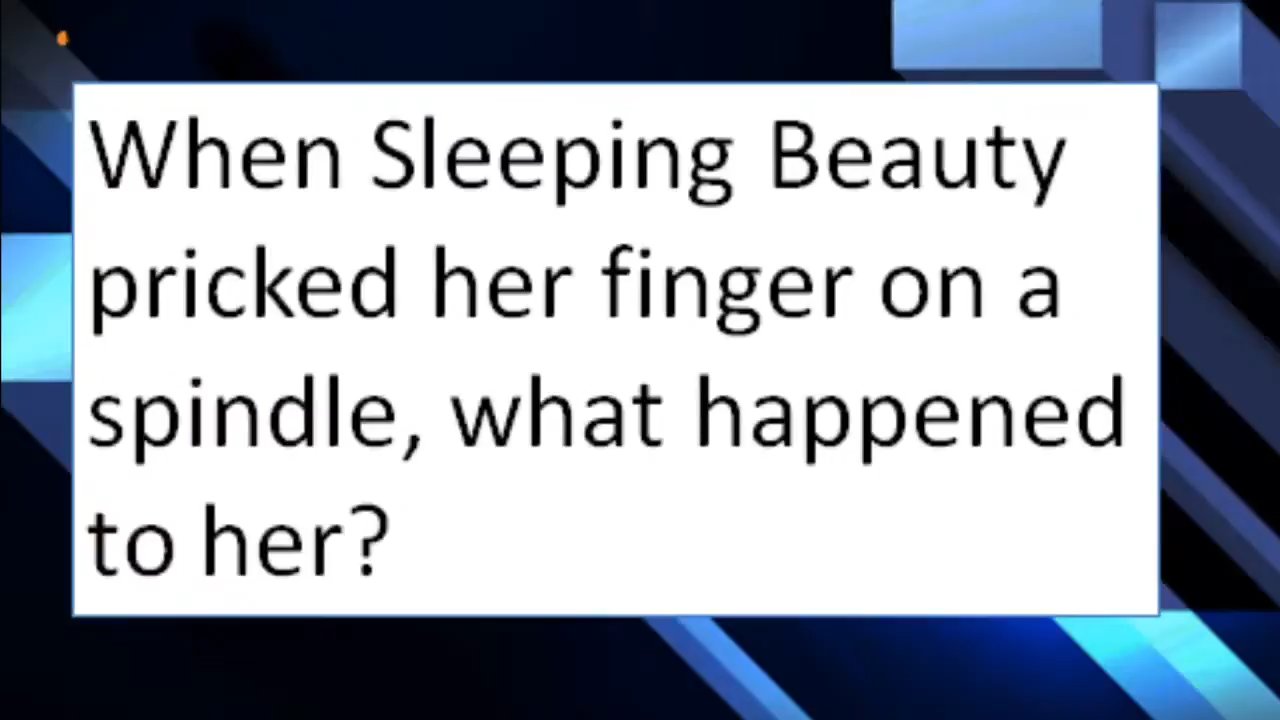 When Sleeping Beauty
pricked her finger on a
spindle, what happened
to her?